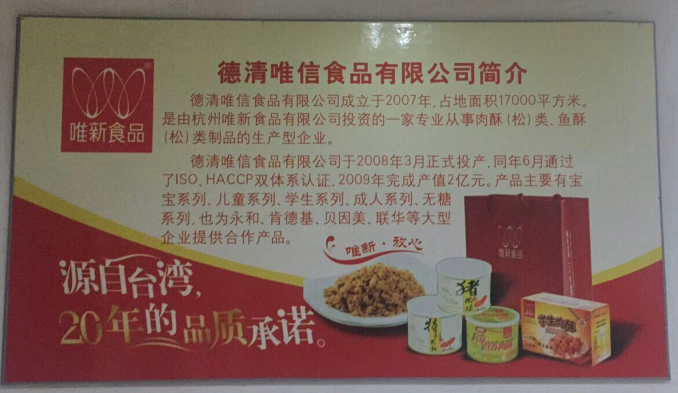 德清唯信食品有限公司简介
德清唯信食品有限公司成立于2007年，占地面积17000平方米。
是由杭州唯新食品有限公司投资的一家专业从事肉酥（松）类、鱼酥
（松）类制品的生产型企业。
德清唯信食品有限公司于2008年3月正式投产，同年6月通过
了ISO、HACCP双体系认证，2009年完成产值2亿元。产品主要有宝
宝系列、儿童系列、学生系列、成人系列、无糖
系列，也为永和、肯德基、贝因美、联华等大型
企业提供合作产品。
®
唯新食品
唯新·放心
源自台湾，
20年的品质承诺。
唯新食品
猪
学生肉酥